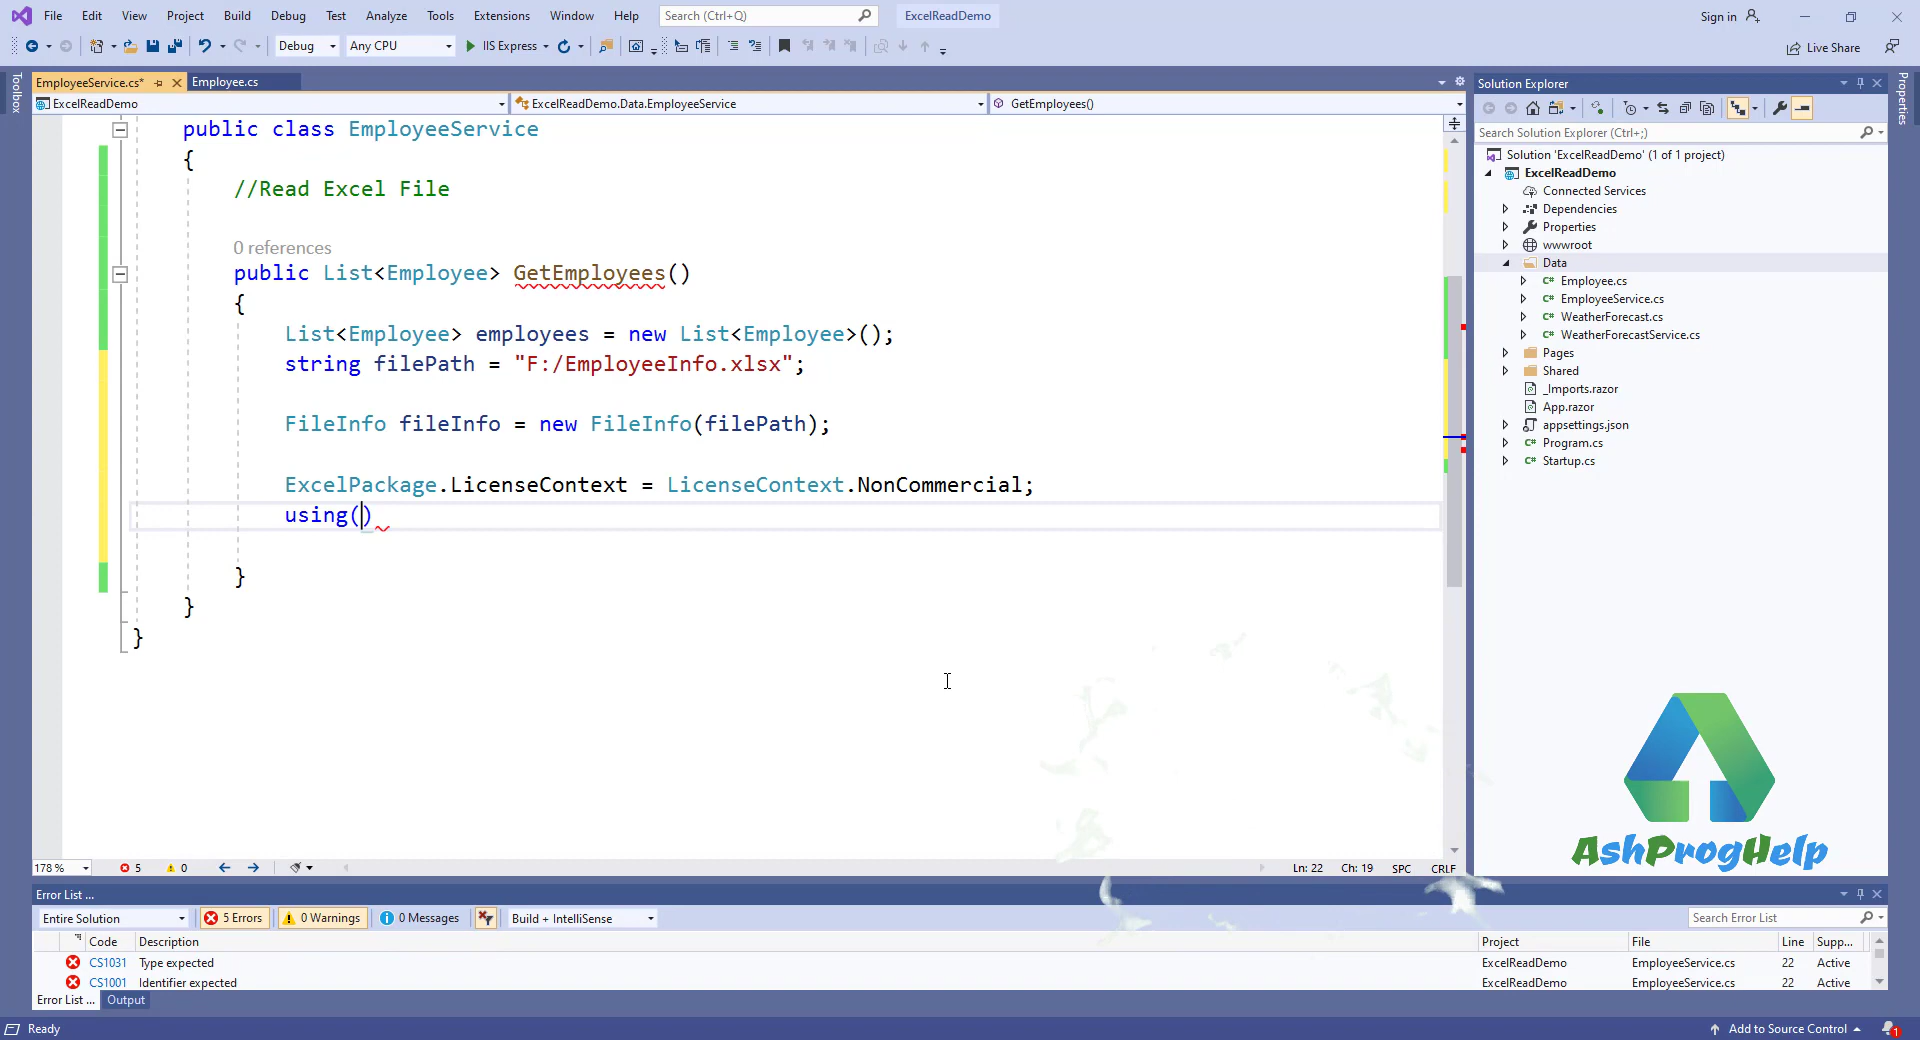 File Edit View Project Build Debug Test Analyze Tools Extensions Window Help Search (Ctrl+Q) ExcelReadDemo Sign in
Debug Any CPU IIS Express Live Share
Toolbox
EmployeeService.cs* Employee.cs
ExcelReadDemo ExcelReadDemo.Data.EmployeeService GetEmployees()
public class EmployeeService
{
//Read Excel File
0 references
public List<Employee> GetEmployees()
{
List<Employee> employees = new List<Employee>();
string filePath = "F:/EmployeeInfo.xlsx";
FileInfo fileInfo = new FileInfo(filePath);
ExcelPackage.LicenseContext = LicenseContext.NonCommercial;
using()
}
}
}
178 % 5 0 Ln: 22 Ch: 19 SPC CRLF
Solution Explorer
Search Solution Explorer (Ctrl+;)
Solution 'ExcelReadDemo' (1 of 1 project)
ExcelReadDemo
Connected Services
Dependencies
Properties
wwwroot
Data
C# Employee.cs
C# EmployeeService.cs
C# WeatherForecast.cs
C# WeatherForecastService.cs
Pages
Shared
_Imports.razor
App.razor
appsettings.json
C# Program.cs
C# Startup.cs
Properties
AshProgHelp
Error List ...
Entire Solution 5 Errors 0 Warnings 0 Messages Build + IntelliSense Search Error List
Code Description Project File Line Supp...
CS1031 Type expected ExcelReadDemo EmployeeService.cs 22 Active
CS1001 Identifier expected ExcelReadDemo EmployeeService.cs 22 Active
Error List ... Output
Ready Add to Source Control 1